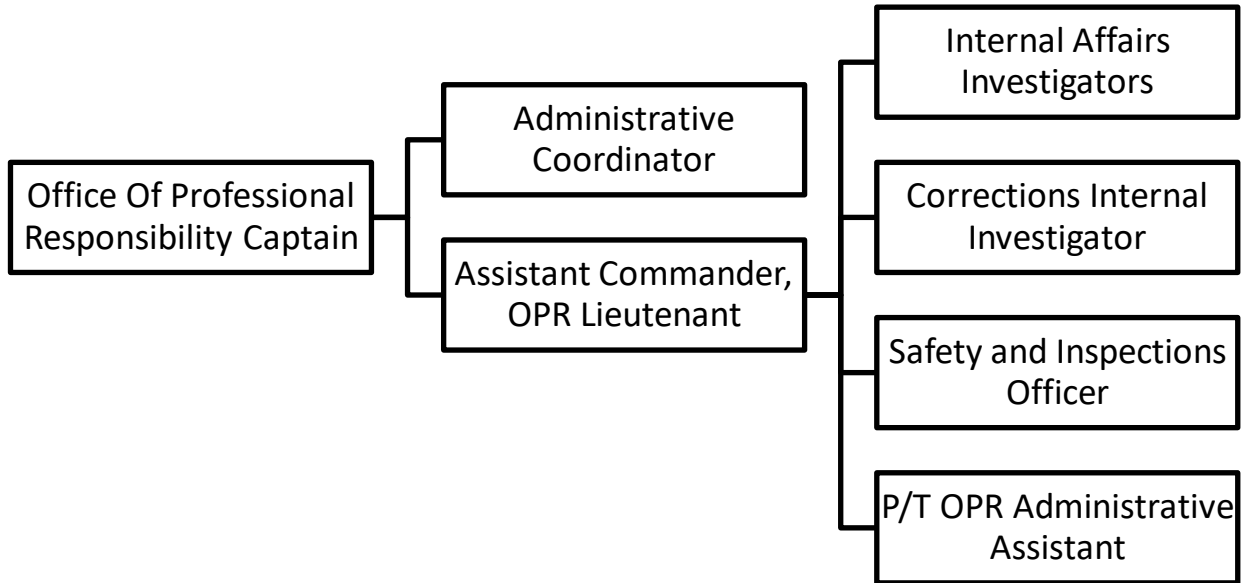 Office Of Professional
Responsibility Captain
Administrative
Coordinator
Assistant Commander,
OPR Lieutenant
Internal Affairs
Investigators
Corrections Internal
Investigator
Safety and Inspections
Officer
P/T OPR Administrative
Assistant